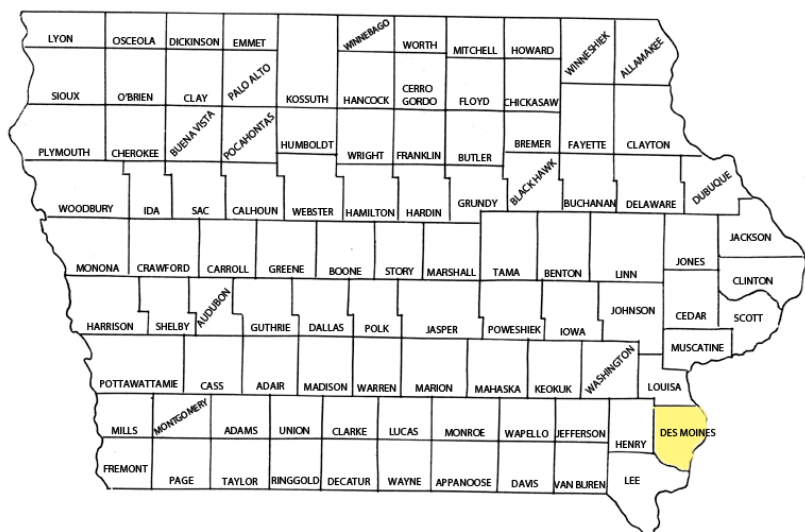 LYON OSCEOLA DICKINSON EMMET WINNEBAGO WORTH MITCHELL HOWARD WINNESHIEK ALLAMAKEE
SIOUX O'BRIEN CLAY PALO ALTO KOSSUTH HANCOCK CERRO GORDO FLOYD CHICKASAW
PLYMOUTH CHEROKEE BUENA VISTA POCAHONTAS HUMBOLDT WRIGHT FRANKLIN BUTLER BREMER FAYETTE CLAYTON
WOODBURY IDA SAC CALHOUN WEBSTER HAMILTON HARDIN GRUNDY BLACK HAWK BUCHANAN DELAWARE DUBUQUE
MONONA CRAWFORD CARROLL GREENE BOONE STORY MARSHALL TAMA BENTON LINN JONES JACKSON
CLINTON
HARRISON SHELBY AUDUBON GUTHRIE DALLAS POLK JASPER POWESHIEK IOWA JOHNSON CEDAR SCOTT
MUSCATINE
POTTAWATTAMIE CASS ADAIR MADISON WARREN MARION MAHASKA KEOKUK WASHINGTON LOUISA
MILLS MONTGOMERY ADAMS UNION CLARKE LUCAS MONROE WAPELLO JEFFERSON HENRY DES MOINES
FREMONT PAGE TAYLOR RINGGOLD DECATUR WAYNE APPANOOSE DAVIS VAN BUREN LEE